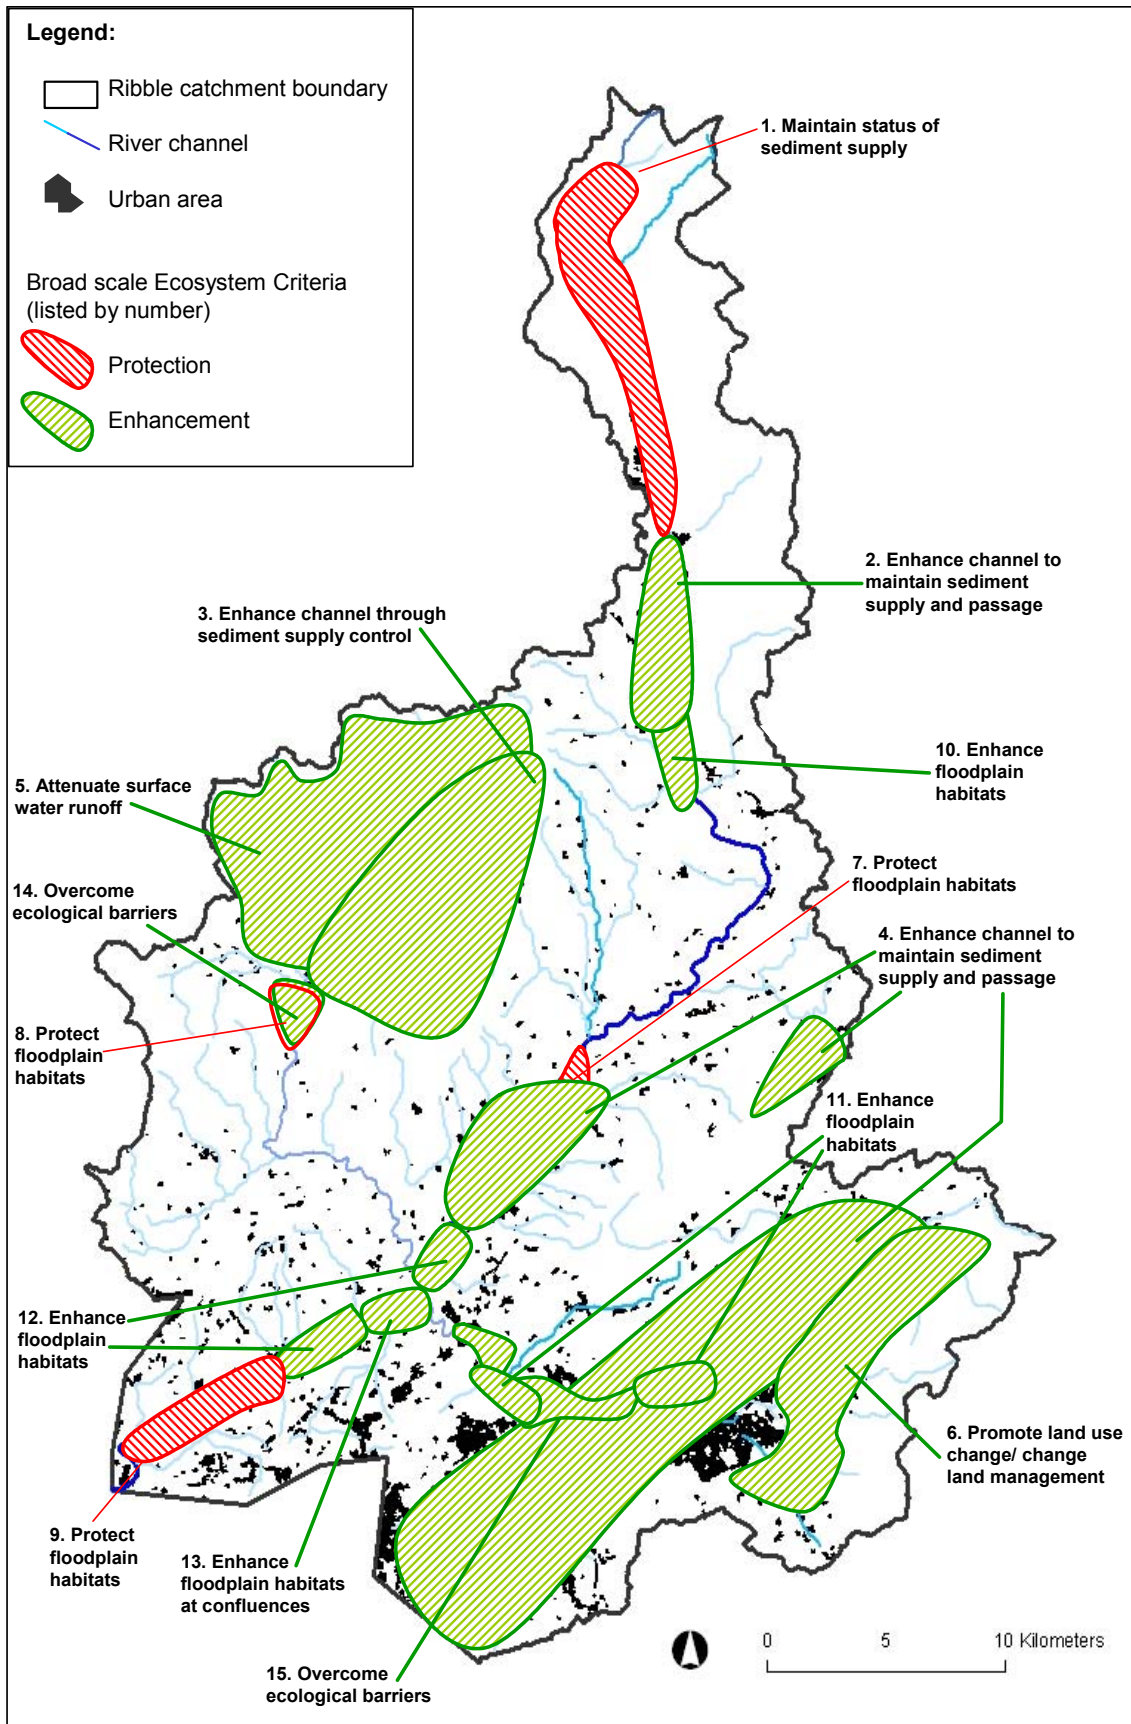 Legend:
Ribble catchment boundary
River channel
Urban area
Broad scale Ecosystem Criteria
(listed by number)
Protection
Enhancement
1. Maintain status of
sediment supply
2. Enhance channel to
maintain sediment
supply and passage
3. Enhance channel through
sediment supply control
10. Enhance
floodplain
habitats
5. Attenuate surface
water runoff
7. Protect
floodplain habitats
14. Overcome
ecological barriers
4. Enhance channel to
maintain sediment
supply and passage
8. Protect
floodplain
habitats
11. Enhance
floodplain
habitats
12. Enhance
floodplain
habitats
6. Promote land use
change/ change
land management
9. Protect
floodplain
habitats
13. Enhance
floodplain habitats
at confluences
15. Overcome
ecological barriers
0 5 10 Kilometers